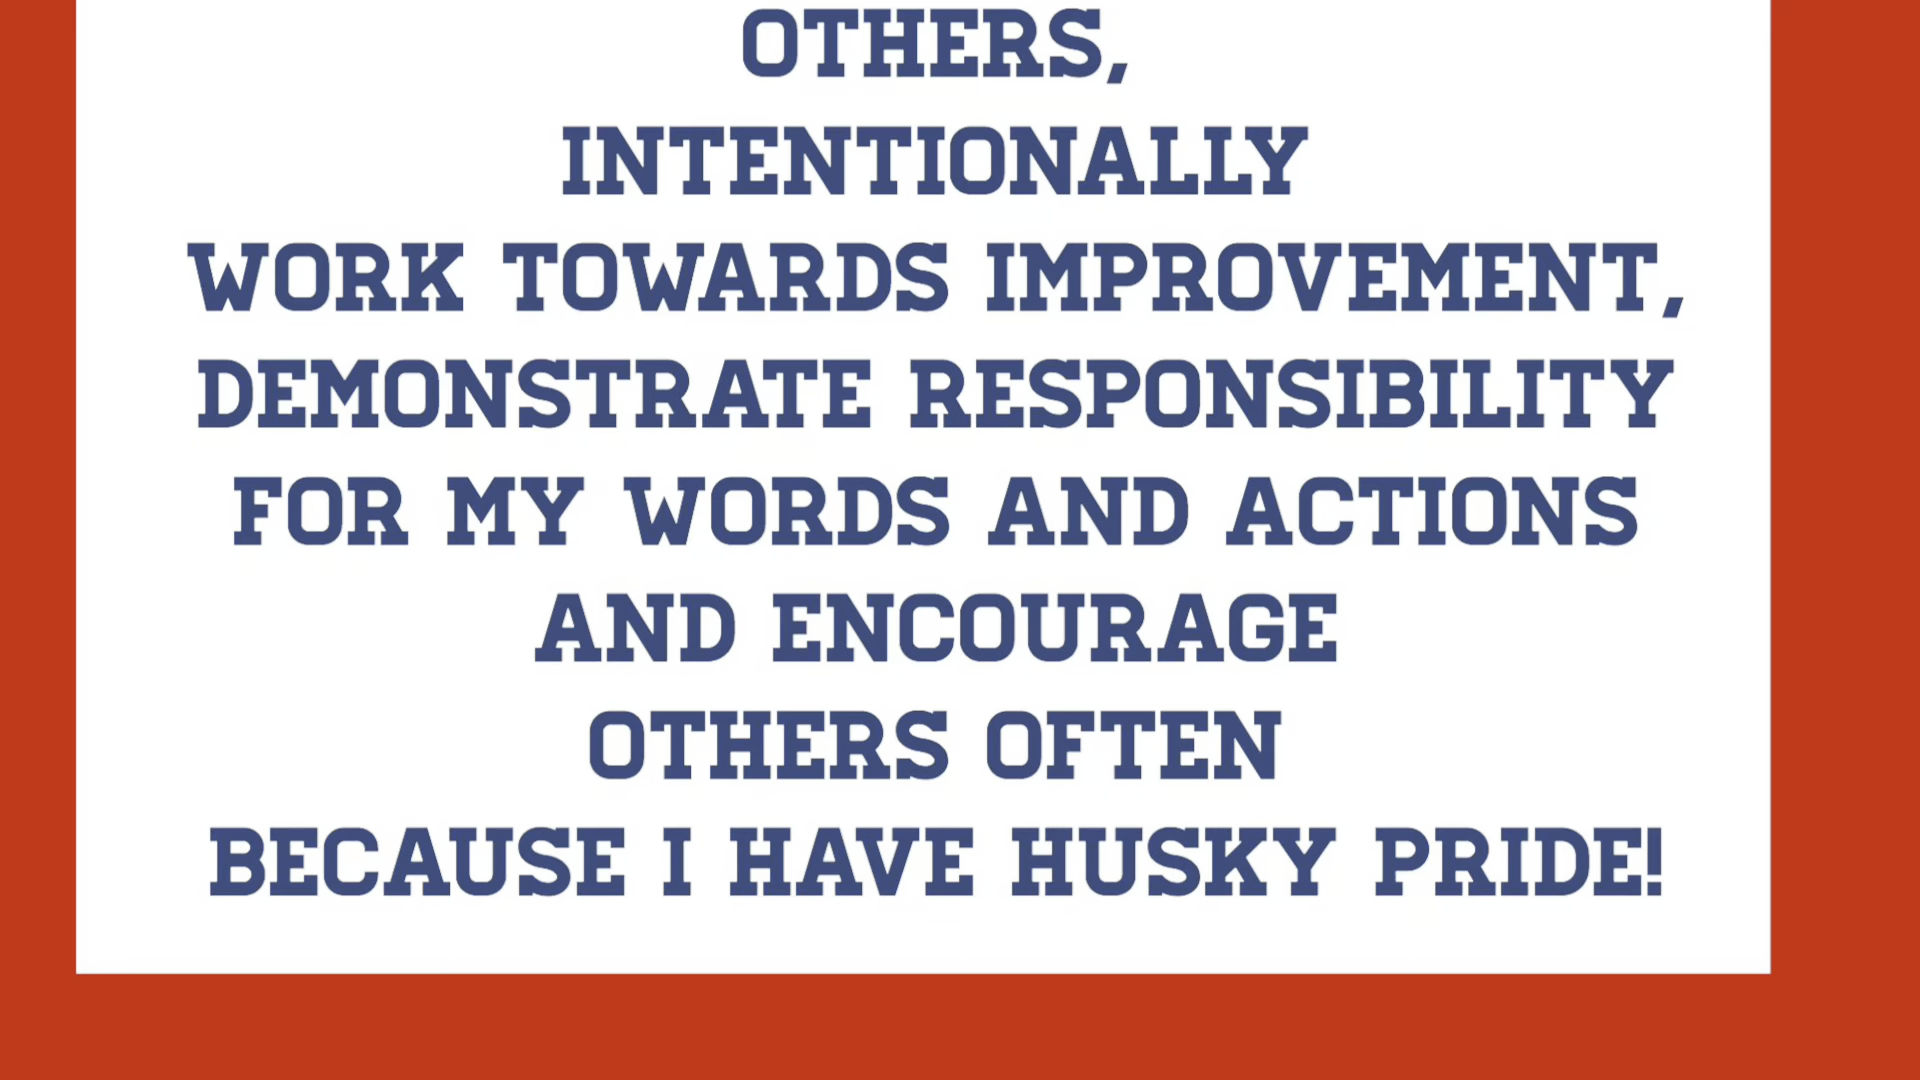 OTHERS,
INTENTIONALLY
WORK TOWARDS IMPROVEMENT,
DEMONSTRATE RESPONSIBILITY
FOR MY WORDS AND ACTIONS
AND ENCOURAGE
OTHERS OFTEN
BECAUSE I HAVE HUSKY PRIDE!